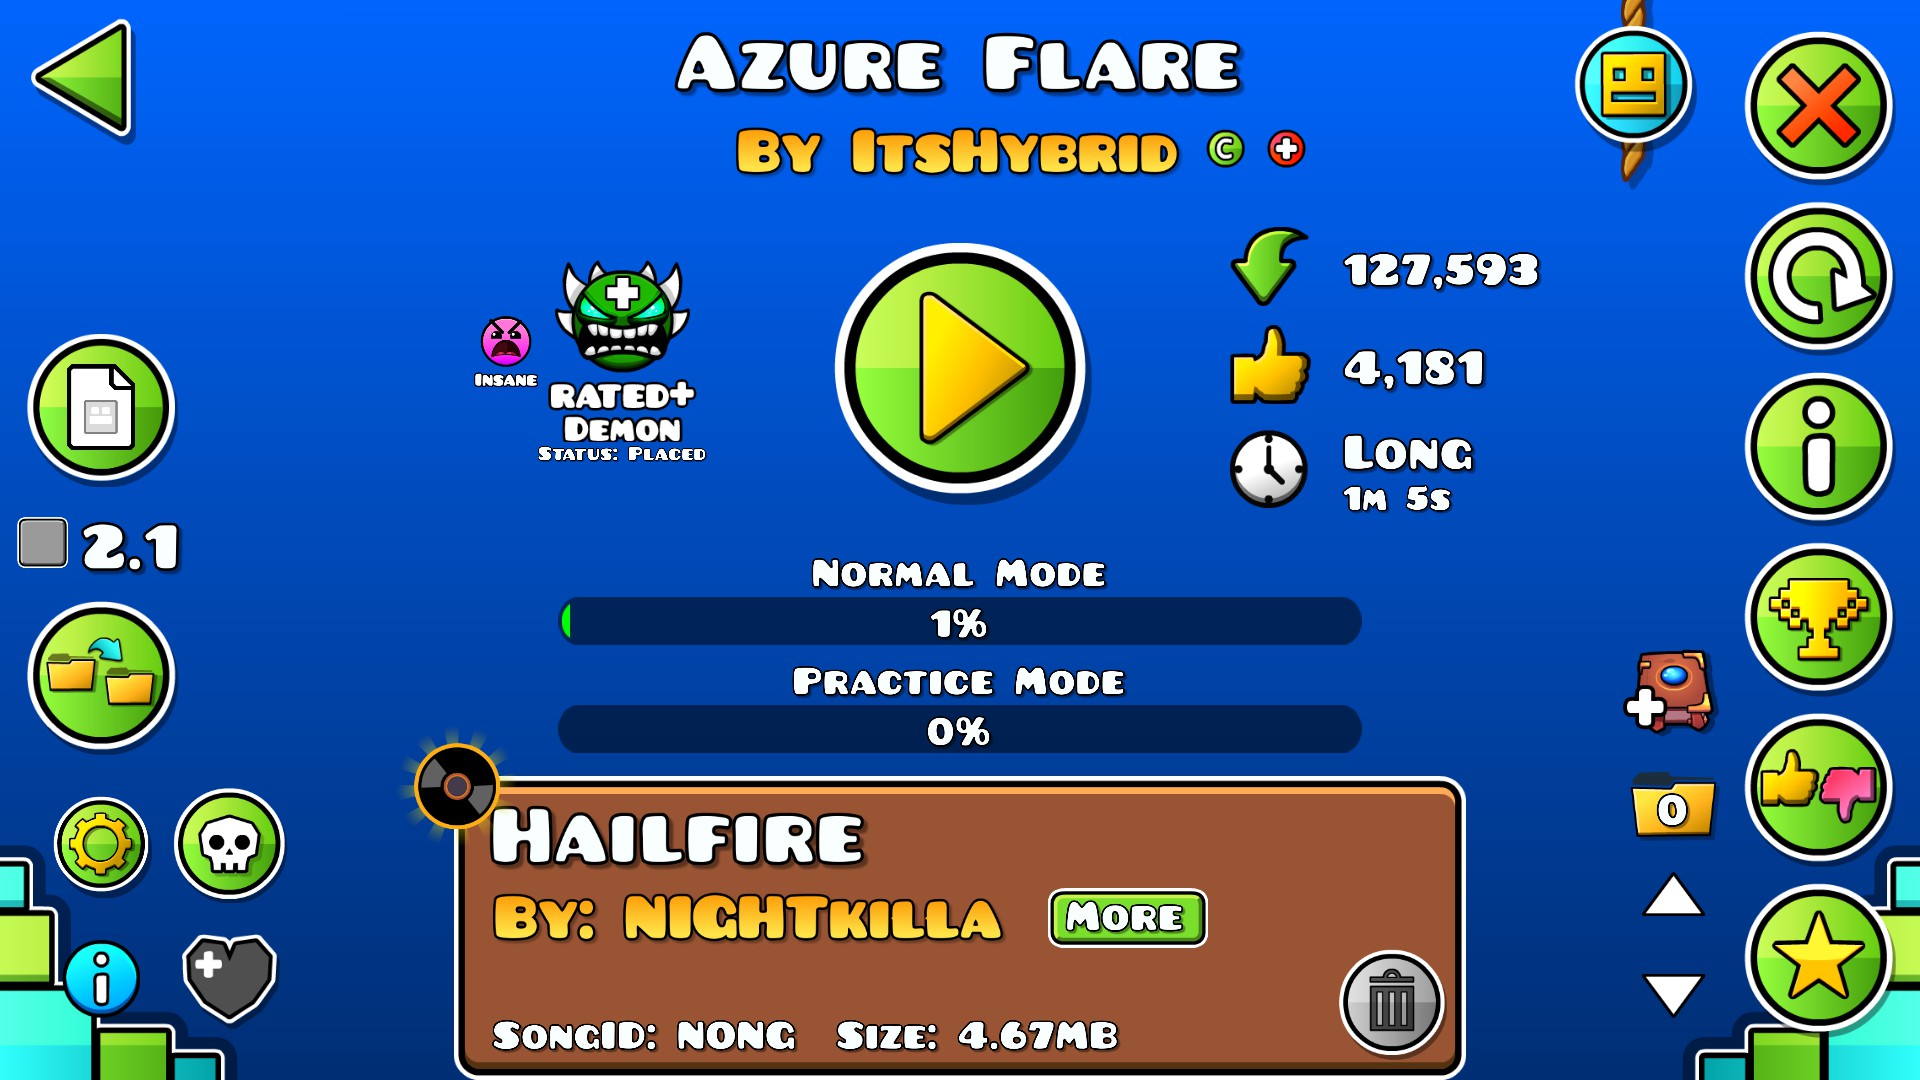 Azure Flare
By ItsHybrid
C
127,593
Insane
Rated+
Demon
Status: Placed
4,181
Long
1m 5s
2.1
Normal Mode
1%
Practice Mode
0%
Hailfire
0
By: NIGHTkilla
More
SongID: NONG Size: 4.67MB